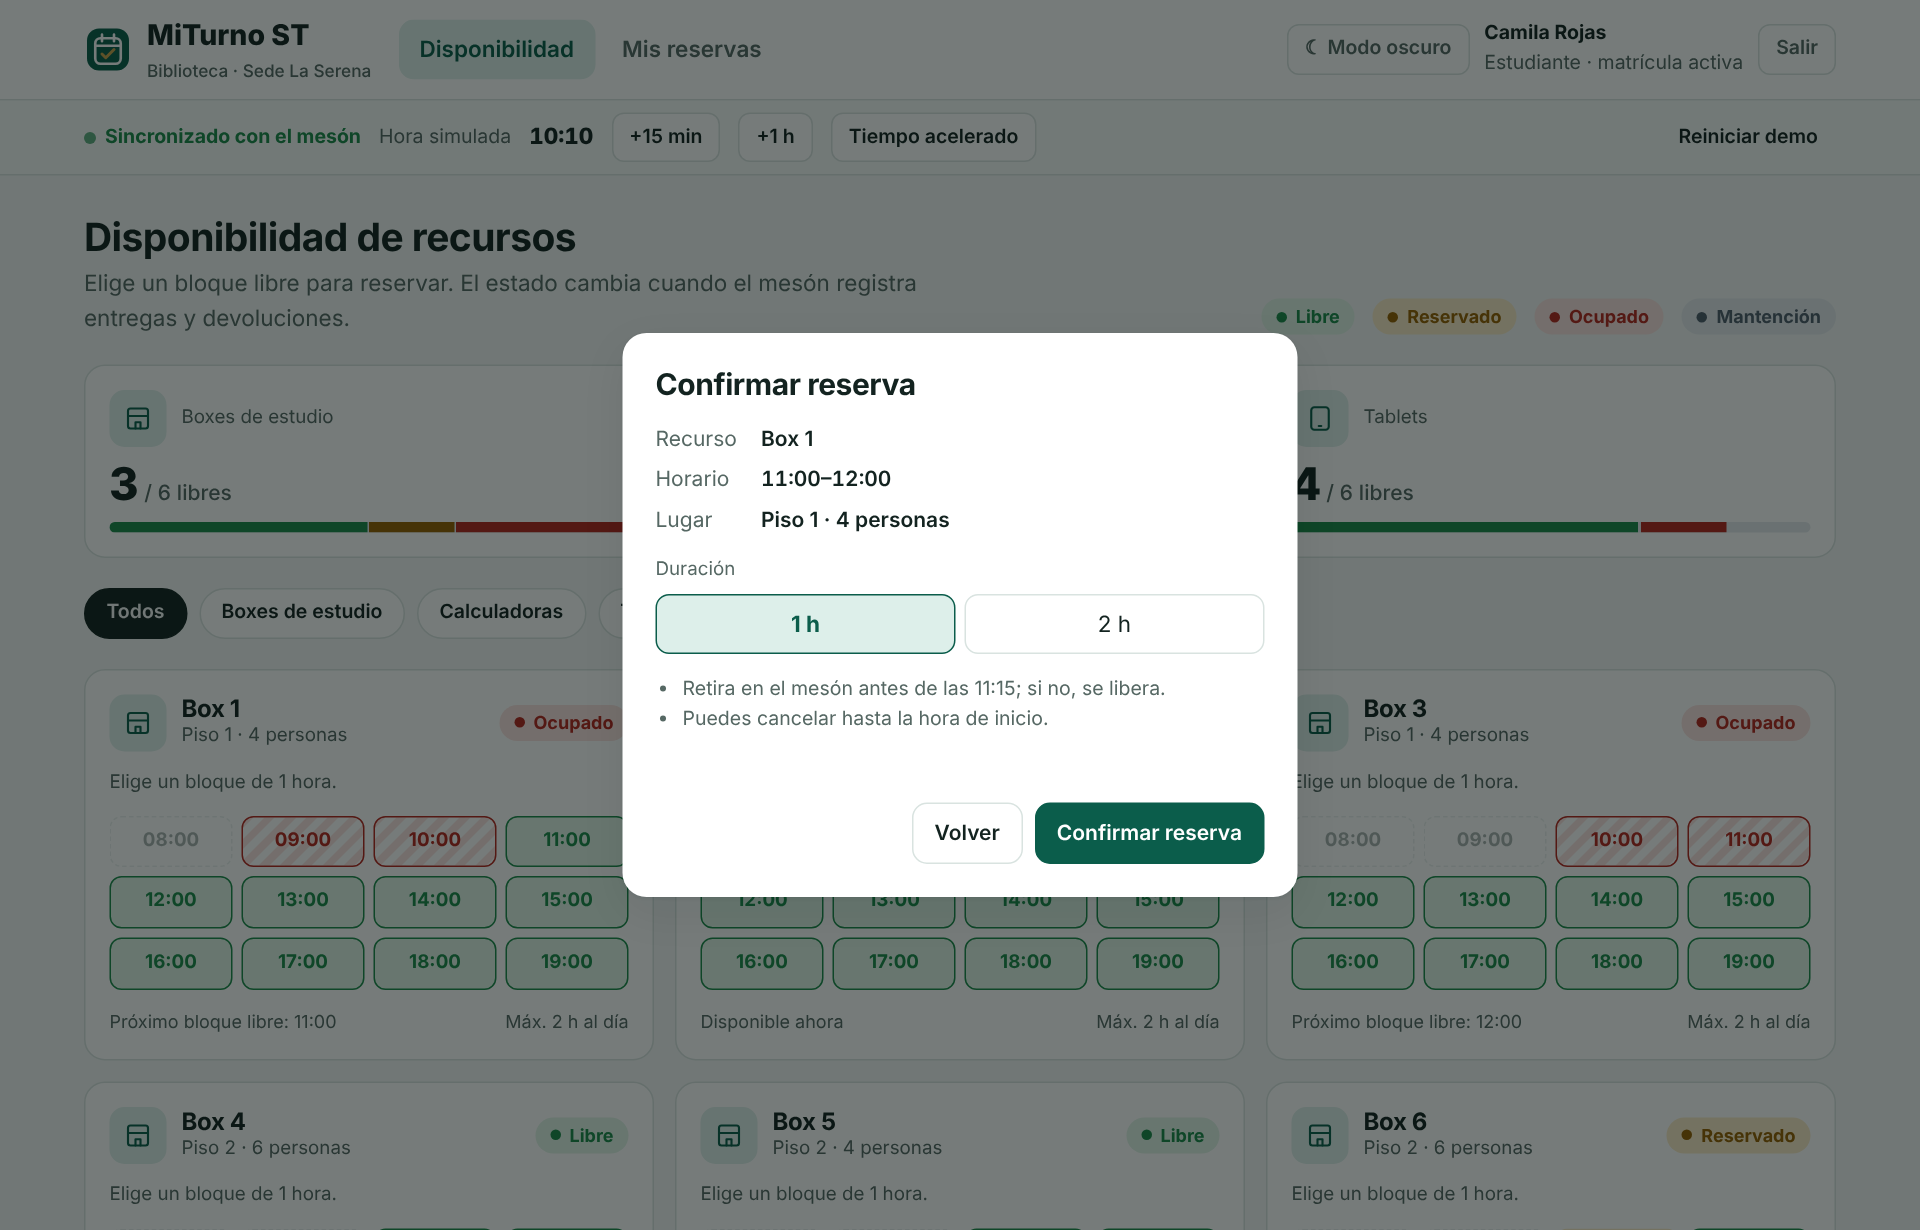 MiTurno ST
Biblioteca · Sede La Serena
Disponibilidad
Mis reservas
Modo oscuro
Camila Rojas
Estudiante · matrícula activa
Salir
Sincronizado con el mesón
Hora simulada 10:10
+15 min
+1 h
Tiempo acelerado
Reiniciar demo
Disponibilidad de recursos
Elige un bloque libre para reservar. El estado cambia cuando el mesón registra
entregas y devoluciones.
Libre
Reservado
Ocupado
Mantención
Boxes de estudio
3 / 6 libres
Tablets
4 / 6 libres
Todos
Boxes de estudio
Calculadoras
Confirmar reserva
Recurso Box 1
Horario 11:00–12:00
Lugar Piso 1 · 4 personas
Duración
1 h
2 h
• Retira en el mesón antes de las 11:15; si no, se libera.
• Puedes cancelar hasta la hora de inicio.
Volver
Confirmar reserva
Box 1
Piso 1 · 4 personas
Ocupado
Elige un bloque de 1 hora.
08:00 09:00 10:00 11:00
12:00 13:00 14:00 15:00
16:00 17:00 18:00 19:00
Próximo bloque libre: 11:00
Máx. 2 h al día
12:00 13:00 14:00 15:00
16:00 17:00 18:00 19:00
Disponible ahora
Máx. 2 h al día
Box 3
Piso 1 · 4 personas
Ocupado
Elige un bloque de 1 hora.
08:00 09:00 10:00 11:00
12:00 13:00 14:00 15:00
16:00 17:00 18:00 19:00
Próximo bloque libre: 12:00
Máx. 2 h al día
Box 4
Piso 2 · 6 personas
Libre
Elige un bloque de 1 hora.
Box 5
Piso 2 · 4 personas
Libre
Elige un bloque de 1 hora.
Box 6
Piso 2 · 6 personas
Reservado
Elige un bloque de 1 hora.